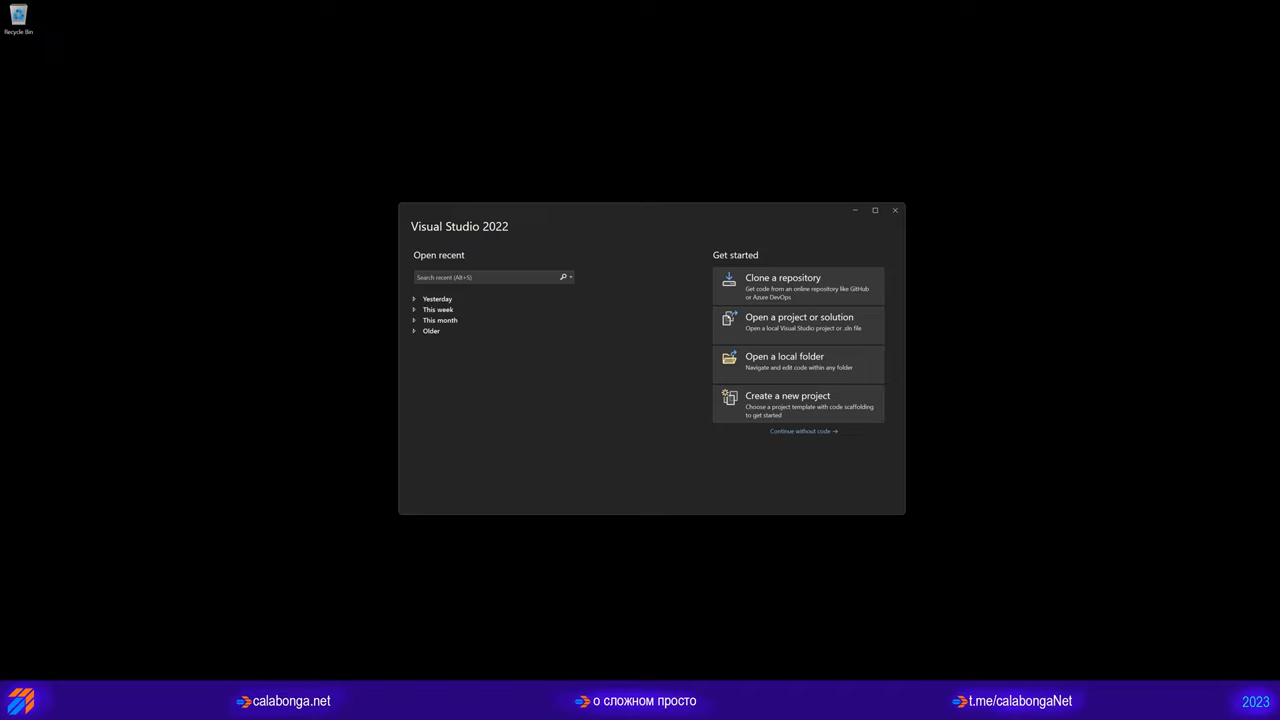 Recycle Bin
Visual Studio 2022
Open recent
Search recent (Alt+S)
Yesterday
This week
This month
Older
Get started
Clone a repository
Get code from an online repository like GitHub
or Azure DevOps
Open a project or solution
Open a local Visual Studio project or .sln file
Open a local folder
Navigate and edit code within any folder
Create a new project
Choose a project template with code scaffolding
to get started
Continue without code →
calabonga.net
о сложном просто
t.me/calabongaNet
2023